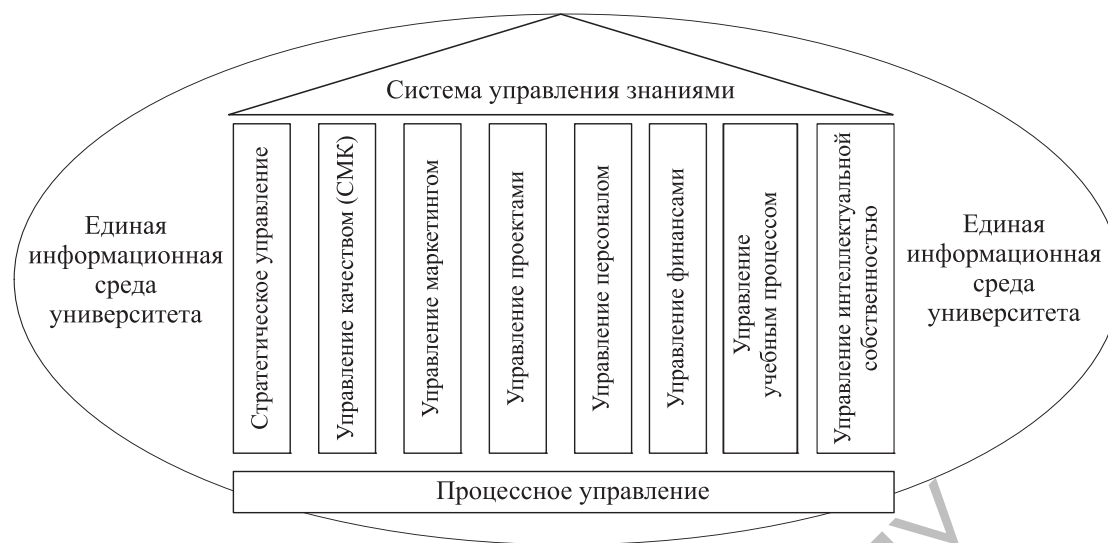 Система управления знаниями
Единая
информационная
среда
университета
Стратегическое управление
Управление качеством (СМК)
Управление маркетингом
Управление проектами
Управление персоналом
Управление финансами
Управление
учебным процессом
Управление интеллектуальной
собственностью
Единая
информационная
среда
университета
Процессное управление